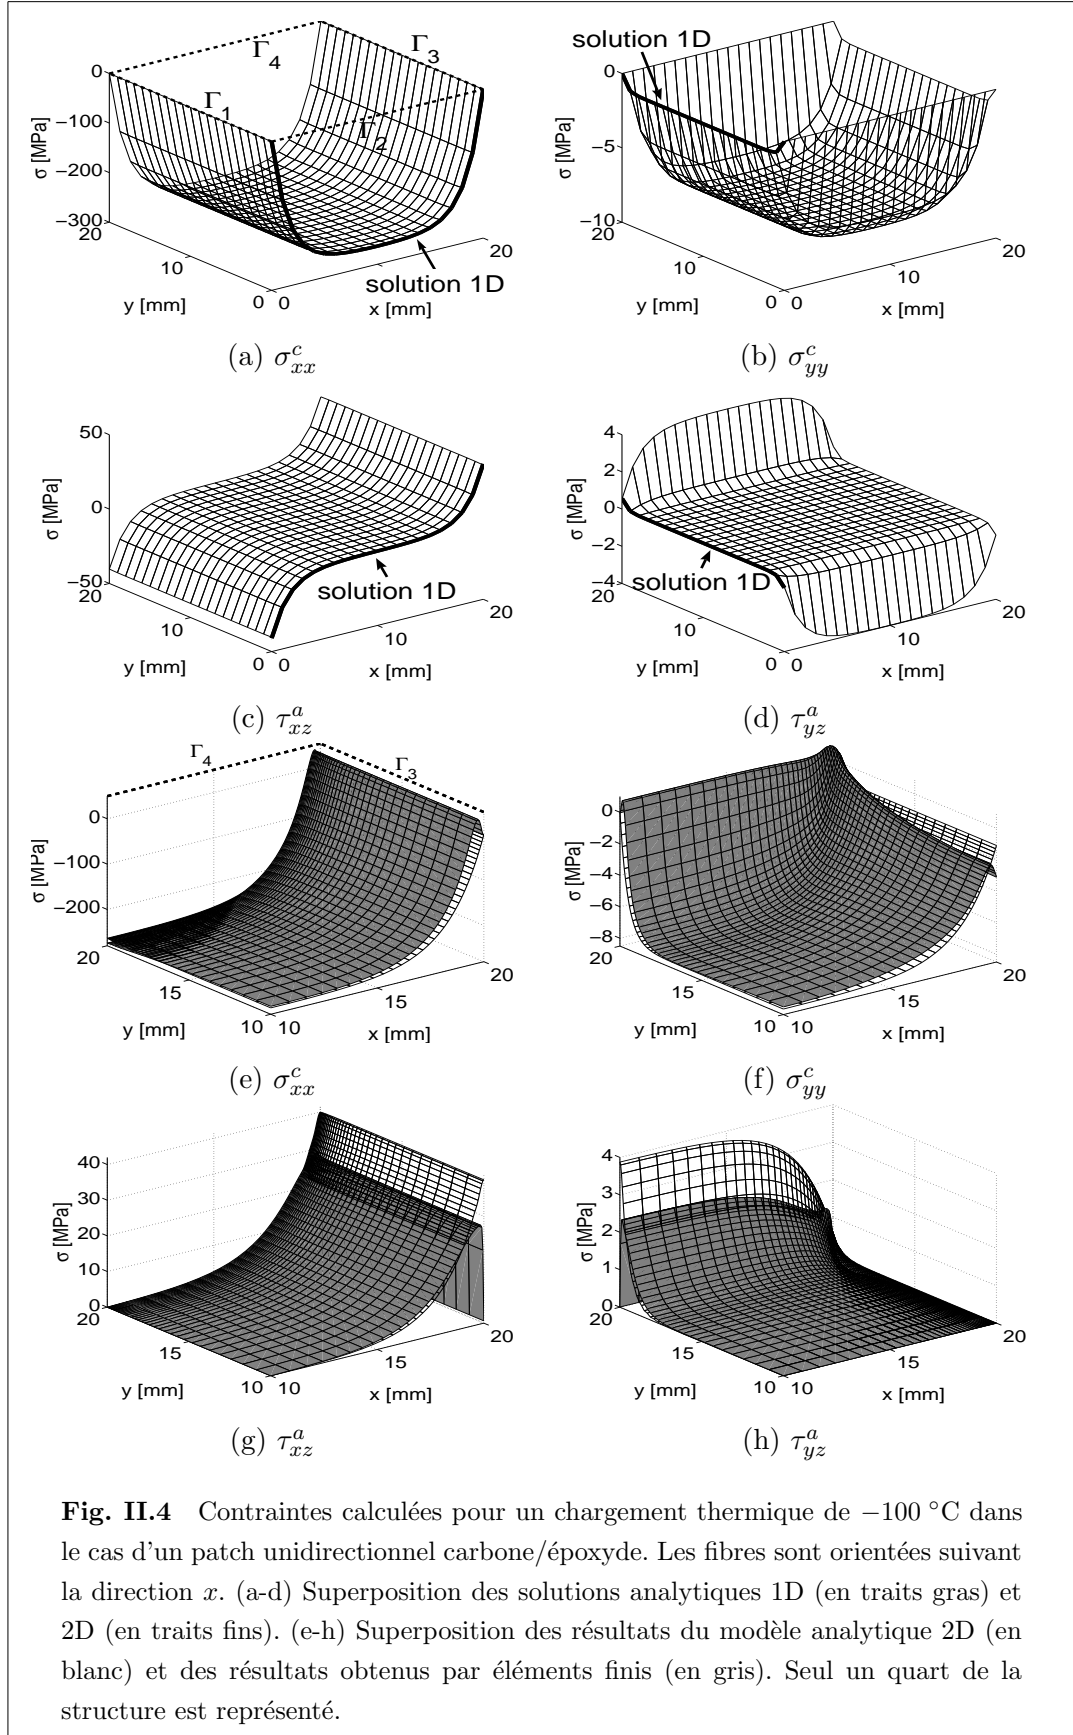 Γ1
Γ2
Γ3
Γ4
σ [MPa]
0
−100
−200
−300
20
10
0
0
10
20
y [mm]
x [mm]
solution 1D
(a) σ^c_xx
solution 1D
σ [MPa]
0
−5
−10
20
10
0
0
10
20
y [mm]
x [mm]
(b) σ^c_yy
σ [MPa]
50
0
−50
20
10
0
0
10
20
y [mm]
x [mm]
solution 1D
(c) τ^a_xz
σ [MPa]
4
2
0
−2
−4
20
10
0
0
10
20
y [mm]
x [mm]
solution 1D
(d) τ^a_yz
Γ4
Γ3
σ [MPa]
0
−100
−200
20
15
10
10
15
20
y [mm]
x [mm]
(e) σ^c_xx
σ [MPa]
0
−2
−4
−6
−8
20
15
10
10
15
20
y [mm]
x [mm]
(f) σ^c_yy
σ [MPa]
40
30
20
10
0
20
15
10
10
15
20
y [mm]
x [mm]
(g) τ^a_xz
σ [MPa]
4
3
2
1
0
20
15
10
10
15
20
y [mm]
x [mm]
(h) τ^a_yz
Fig. II.4 Contraintes calculées pour un chargement thermique de −100 °C dans
le cas d'un patch unidirectionnel carbone/époxyde. Les fibres sont orientées suivant
la direction x. (a-d) Superposition des solutions analytiques 1D (en traits gras) et
2D (en traits fins). (e-h) Superposition des résultats du modèle analytique 2D (en
blanc) et des résultats obtenus par éléments finis (en gris). Seul un quart de la
structure est représenté.